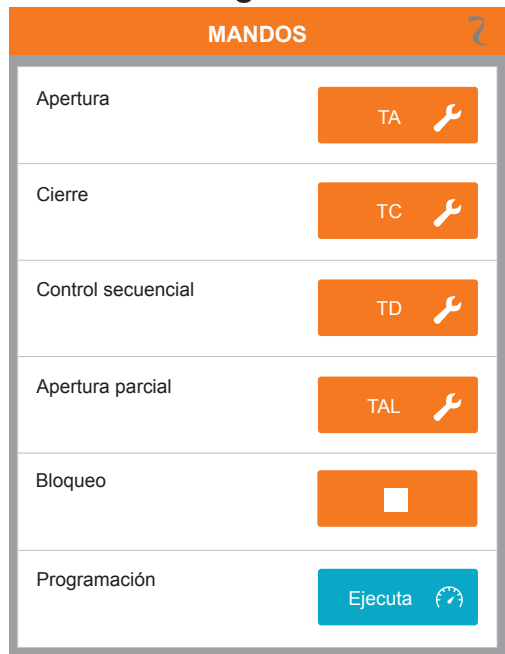 MANDOS
Apertura
TA
Cierre
TC
Control secuencial
TD
Apertura parcial
TAL
Bloqueo
Programación
Ejecuta